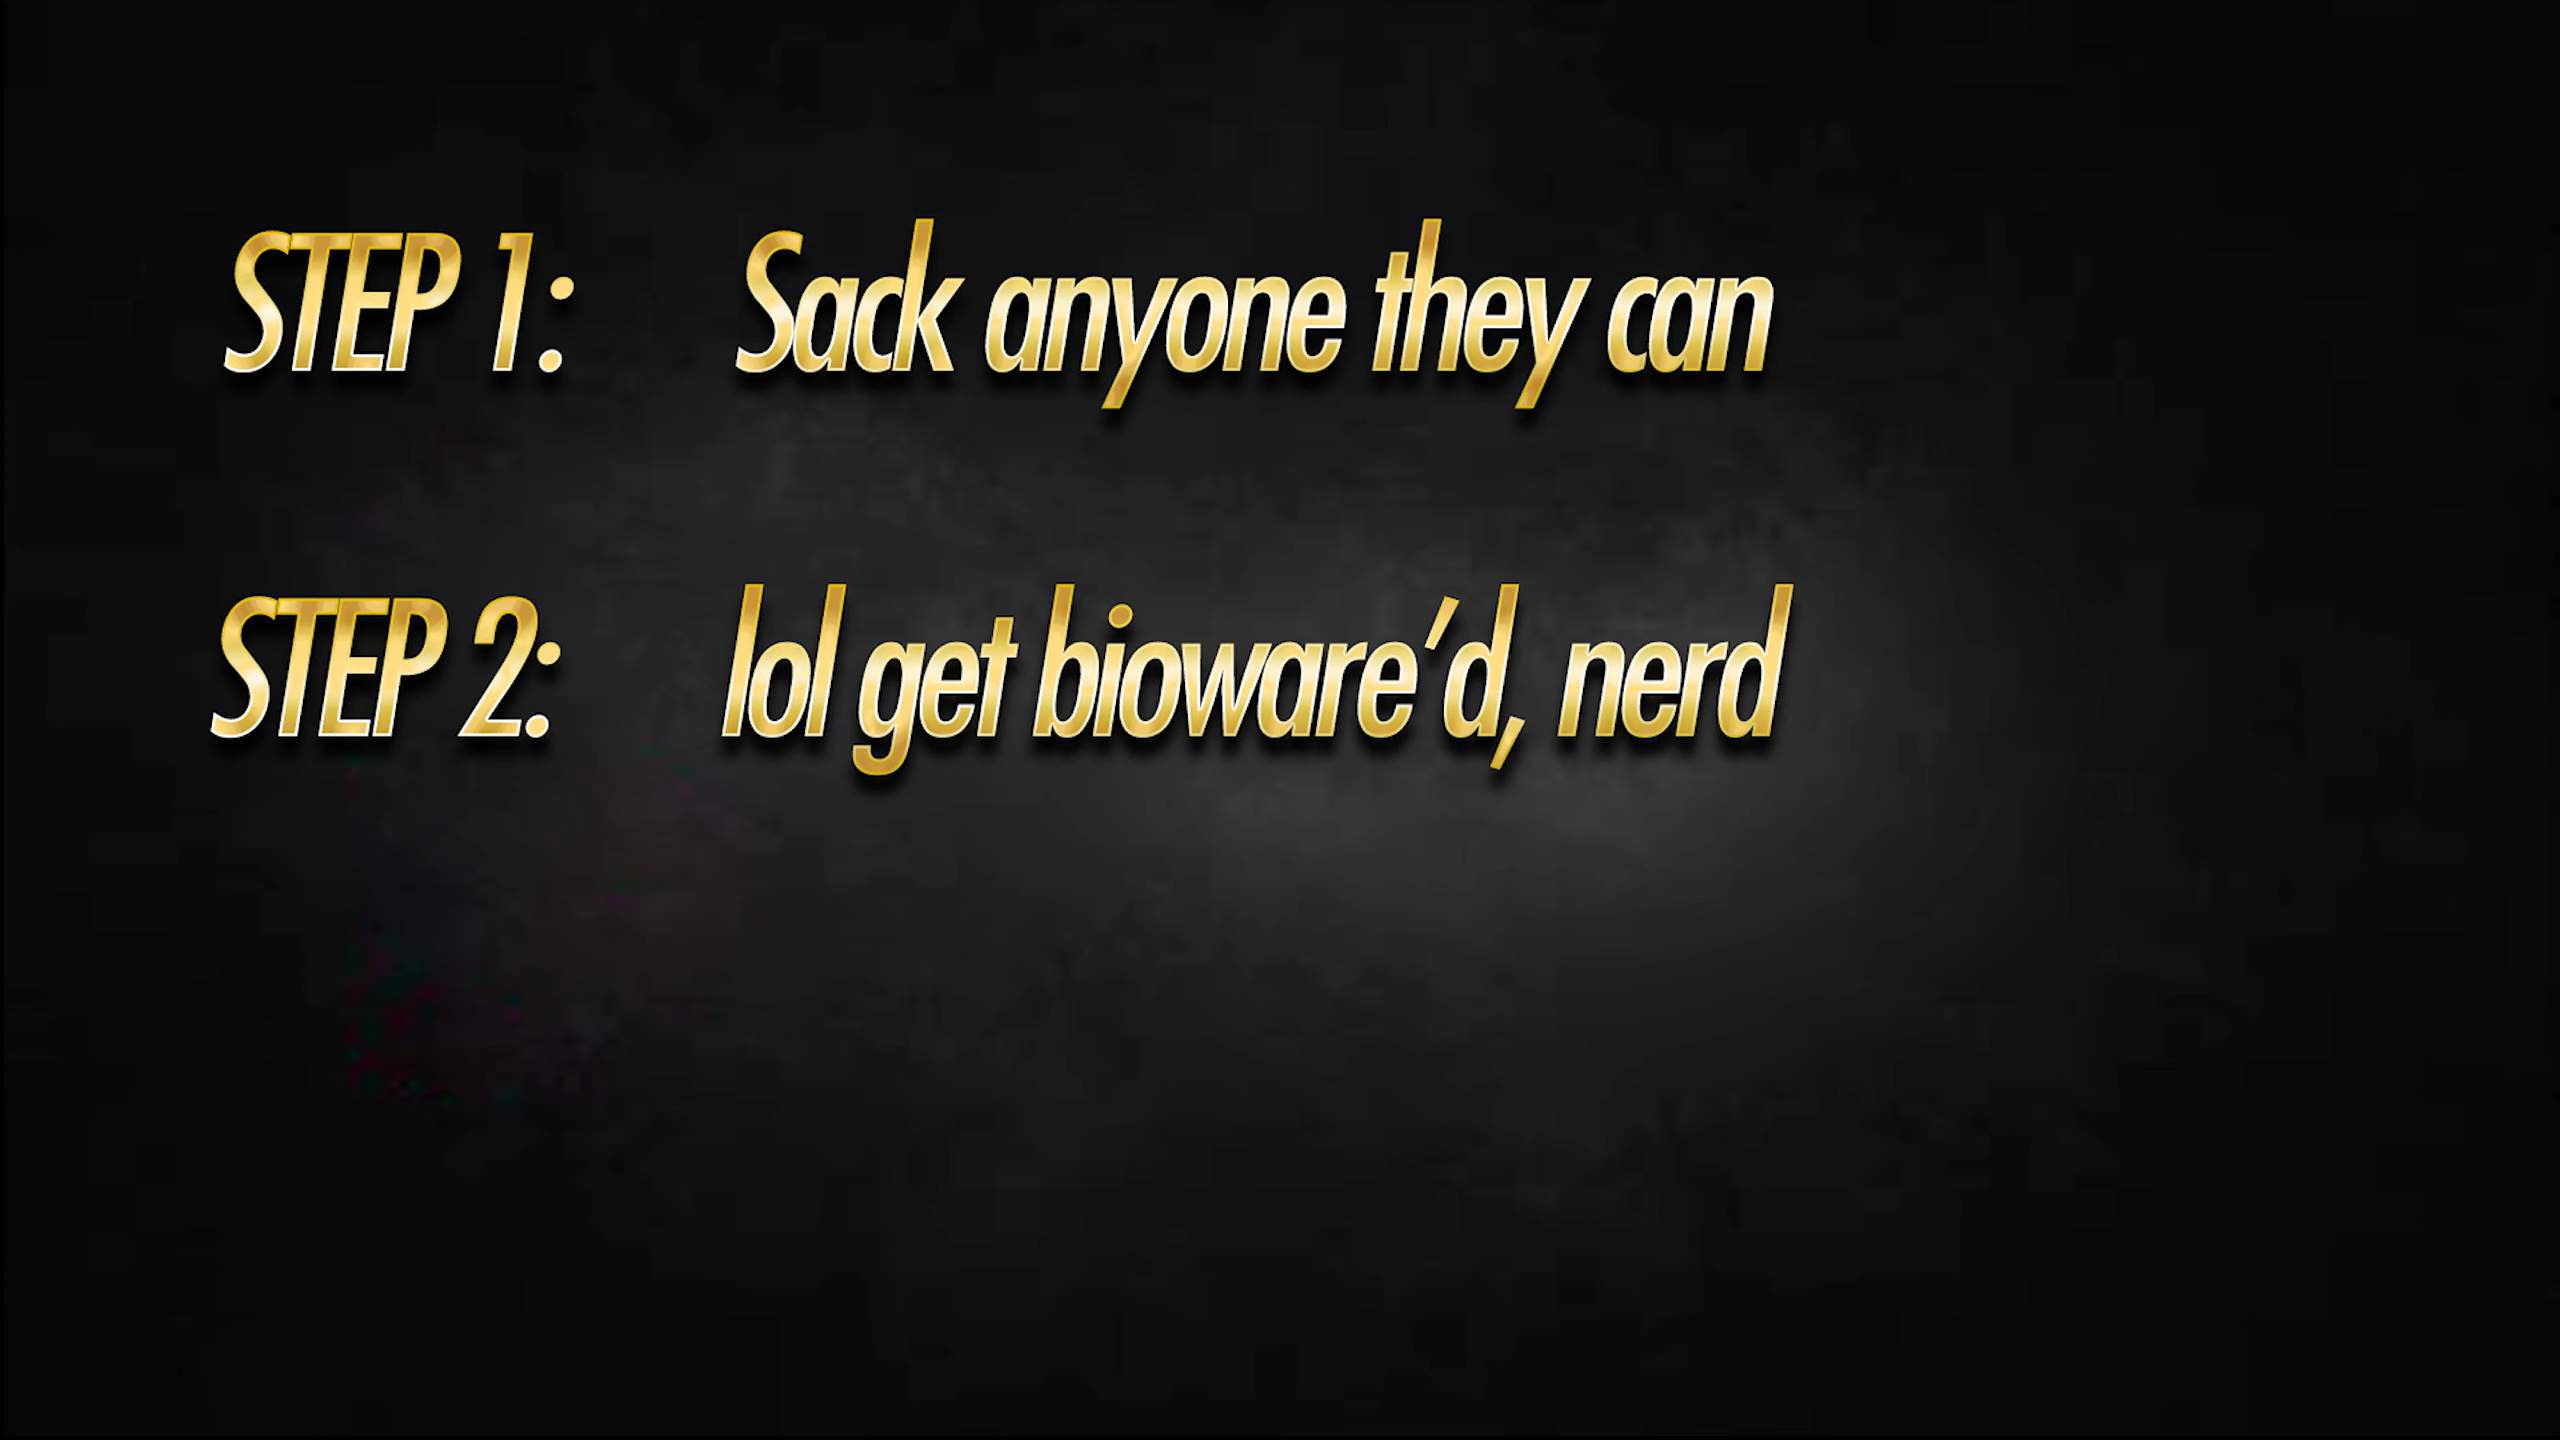 STEP 1: Sack anyone they can
STEP 2: lol get bioware’d, nerd